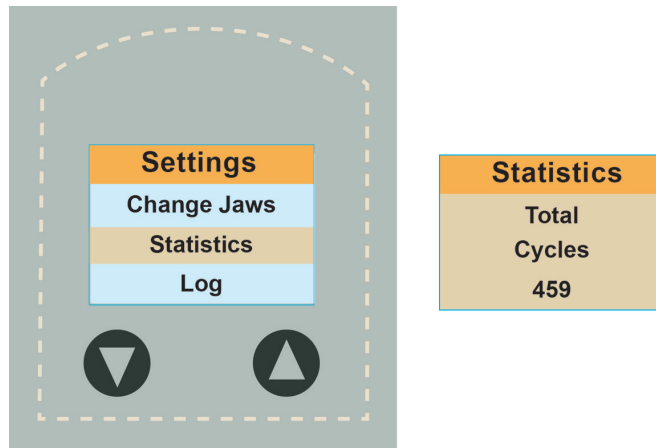 Settings
Change Jaws
Statistics
Log
Statistics
Total
Cycles
459